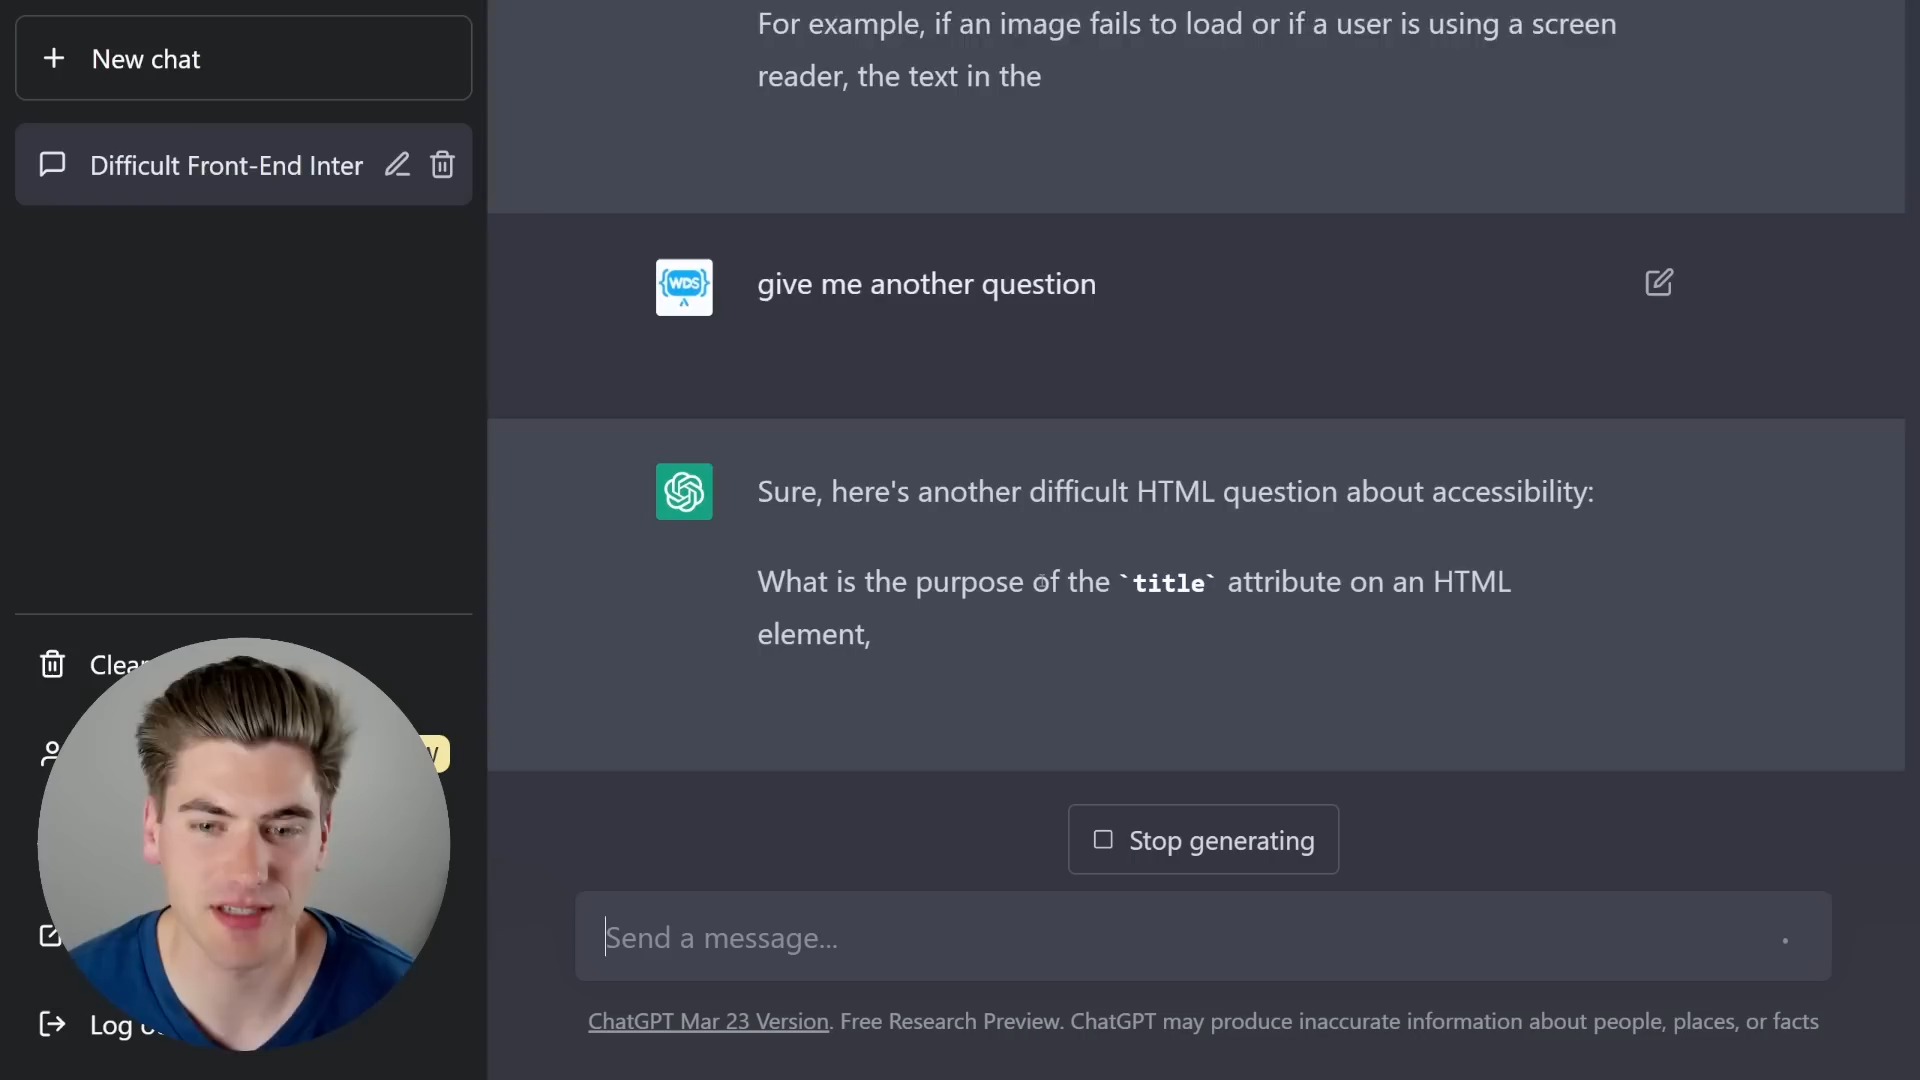 New chat
Difficult Front-End Inter
For example, if an image fails to load or if a user is using a screen
reader, the text in the
WDS
give me another question
Sure, here's another difficult HTML question about accessibility:
What is the purpose of the `title` attribute on an HTML
element,
Stop generating
Send a message...
ChatGPT Mar 23 Version. Free Research Preview. ChatGPT may produce inaccurate information about people, places, or facts